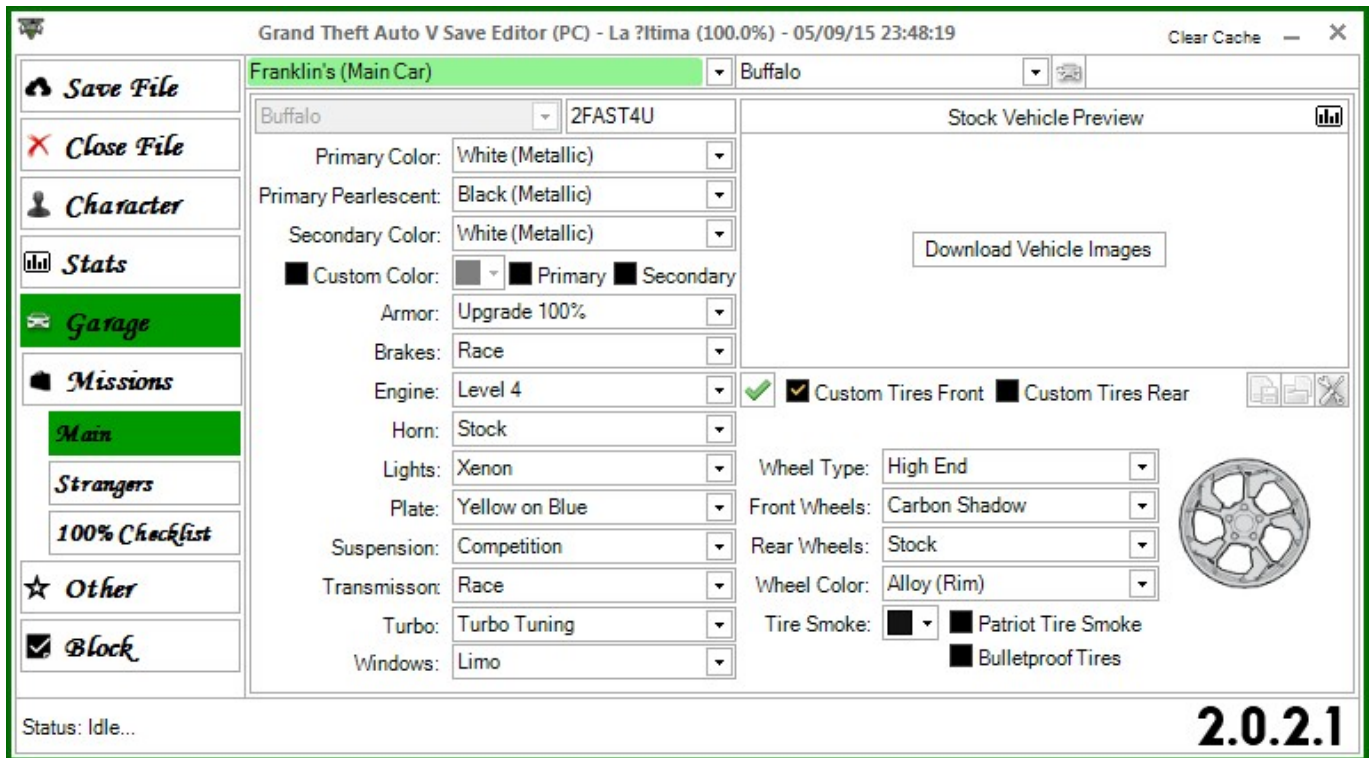 Grand Theft Auto V Save Editor (PC) - La ?ltima (100.0%) - 05/09/15 23:48:19
Clear Cache
Save File
Close File
Character
Stats
Garage
Missions
Main
Strangers
100% Checklist
Other
Block
Franklin's (Main Car)
Buffalo
Buffalo
2FAST4U
Primary Color: White (Metallic)
Primary Pearlescent: Black (Metallic)
Secondary Color: White (Metallic)
Custom Color: Primary Secondary
Armor: Upgrade 100%
Brakes: Race
Engine: Level 4
Horn: Stock
Lights: Xenon
Plate: Yellow on Blue
Suspension: Competition
Transmisson: Race
Turbo: Turbo Tuning
Windows: Limo
Stock Vehicle Preview
Download Vehicle Images
Custom Tires Front Custom Tires Rear
Wheel Type: High End
Front Wheels: Carbon Shadow
Rear Wheels: Stock
Wheel Color: Alloy (Rim)
Tire Smoke: Patriot Tire Smoke
Bulletproof Tires
Status: Idle...
2.0.2.1